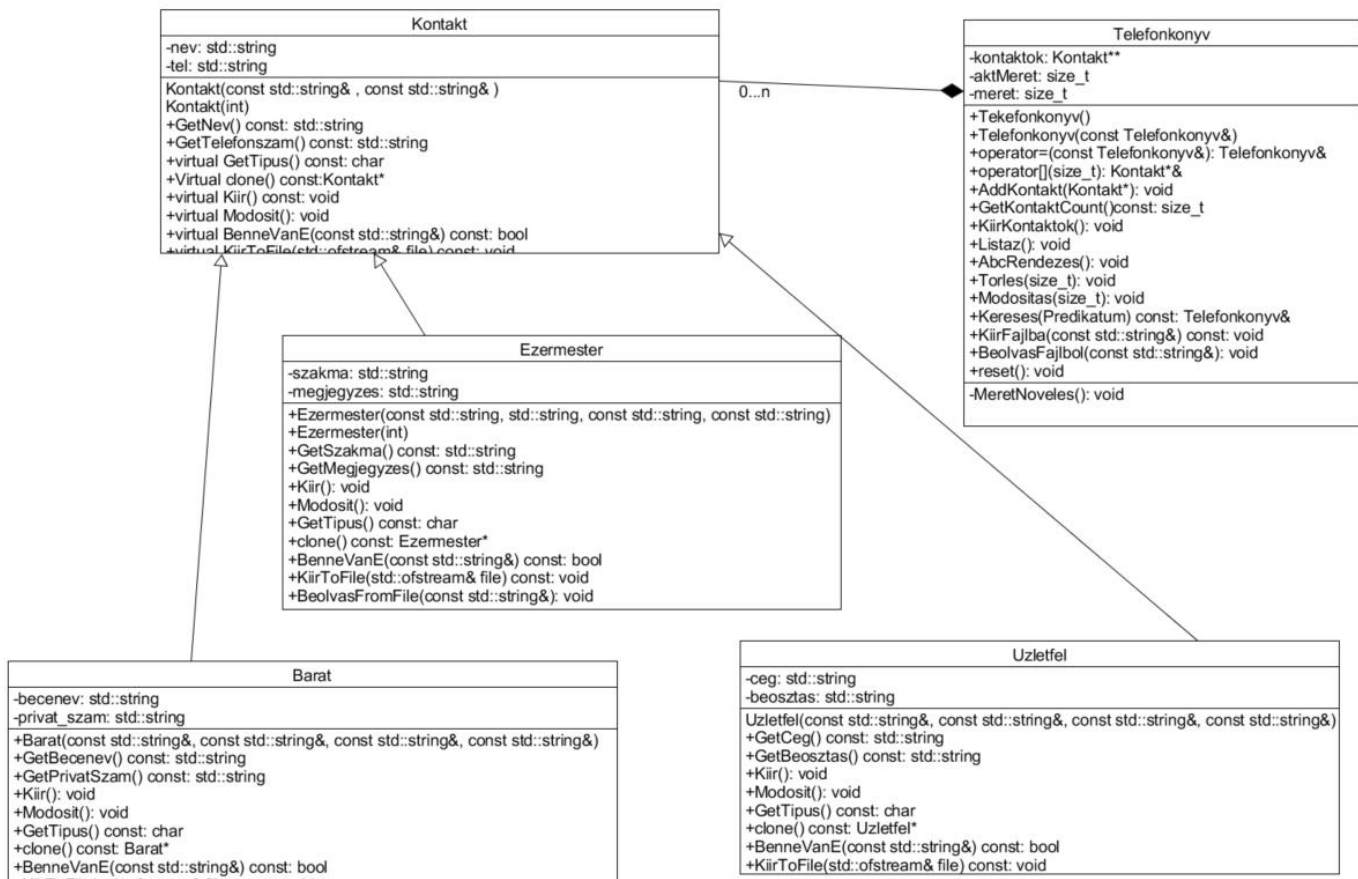 Kontakt
-nev: std::string
-tel: std::string
Kontakt(const std::string& , const std::string& )
Kontakt(int)
+GetNev() const: std::string
+GetTelefonszam() const: std::string
+virtual GetTipus() const: char
+Virtual clone() const:Kontakt*
+virtual Kiir() const: void
+virtual Modosit(): void
+virtual BenneVanE(const std::string&) const: bool
+virtual KiirToFile(std::ofstream& file) const: void
0...n
Telefonkonyv
-kontaktok: Kontakt**
-aktMeret: size_t
-meret: size_t
+Tekefonkonyv()
+Telefonkonyv(const Telefonkonyv&)
+operator=(const Telefonkonyv&): Telefonkonyv&
+operator[](size_t): Kontakt*&
+AddKontakt(Kontakt*): void
+GetKontaktCount()const: size_t
+KiirKontaktok(): void
+Listaz(): void
+AbcRendezes(): void
+Torles(size_t): void
+Modositas(size_t): void
+Kereses(Predikatum) const: Telefonkonyv&
+KiirFajlba(const std::string&) const: void
+BeolvasFajlbol(const std::string&): void
+reset(): void
-MeretNoveles(): void
Ezermester
-szakma: std::string
-megjegyzes: std::string
+Ezermester(const std::string, std::string, const std::string, const std::string)
+Ezermester(int)
+GetSzakma() const: std::string
+GetMegjegyzes() const: std::string
+Kiir(): void
+Modosit(): void
+GetTipus() const: char
+clone() const: Ezermester*
+BenneVanE(const std::string&) const: bool
+KiirToFile(std::ofstream& file) const: void
+BeolvasFromFile(const std::string&): void
Barat
-becenev: std::string
-privat_szam: std::string
+Barat(const std::string&, const std::string&, const std::string&, const std::string&)
+GetBecenev() const: std::string
+GetPrivatSzam() const: std::string
+Kiir(): void
+Modosit(): void
+GetTipus() const: char
+clone() const: Barat*
+BenneVanE(const std::string&) const: bool
Uzletfel
-ceg: std::string
-beosztas: std::string
Uzletfel(const std::string&, const std::string&, const std::string&, const std::string&)
+GetCeg() const: std::string
+GetBeosztas() const: std::string
+Kiir(): void
+Modosit(): void
+GetTipus() const: char
+clone() const: Uzletfel*
+BenneVanE(const std::string&) const: bool
+KiirToFile(std::ofstream& file) const: void